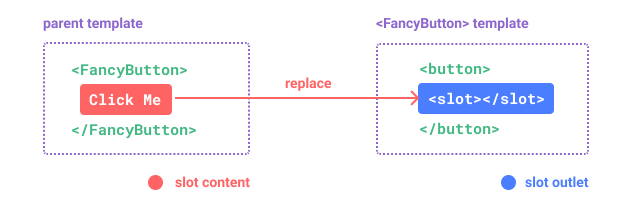 parent template
<FancyButton>
Click Me
</FancyButton>
replace
<FancyButton> template
<button>
<slot></slot>
</button>
slot content
slot outlet